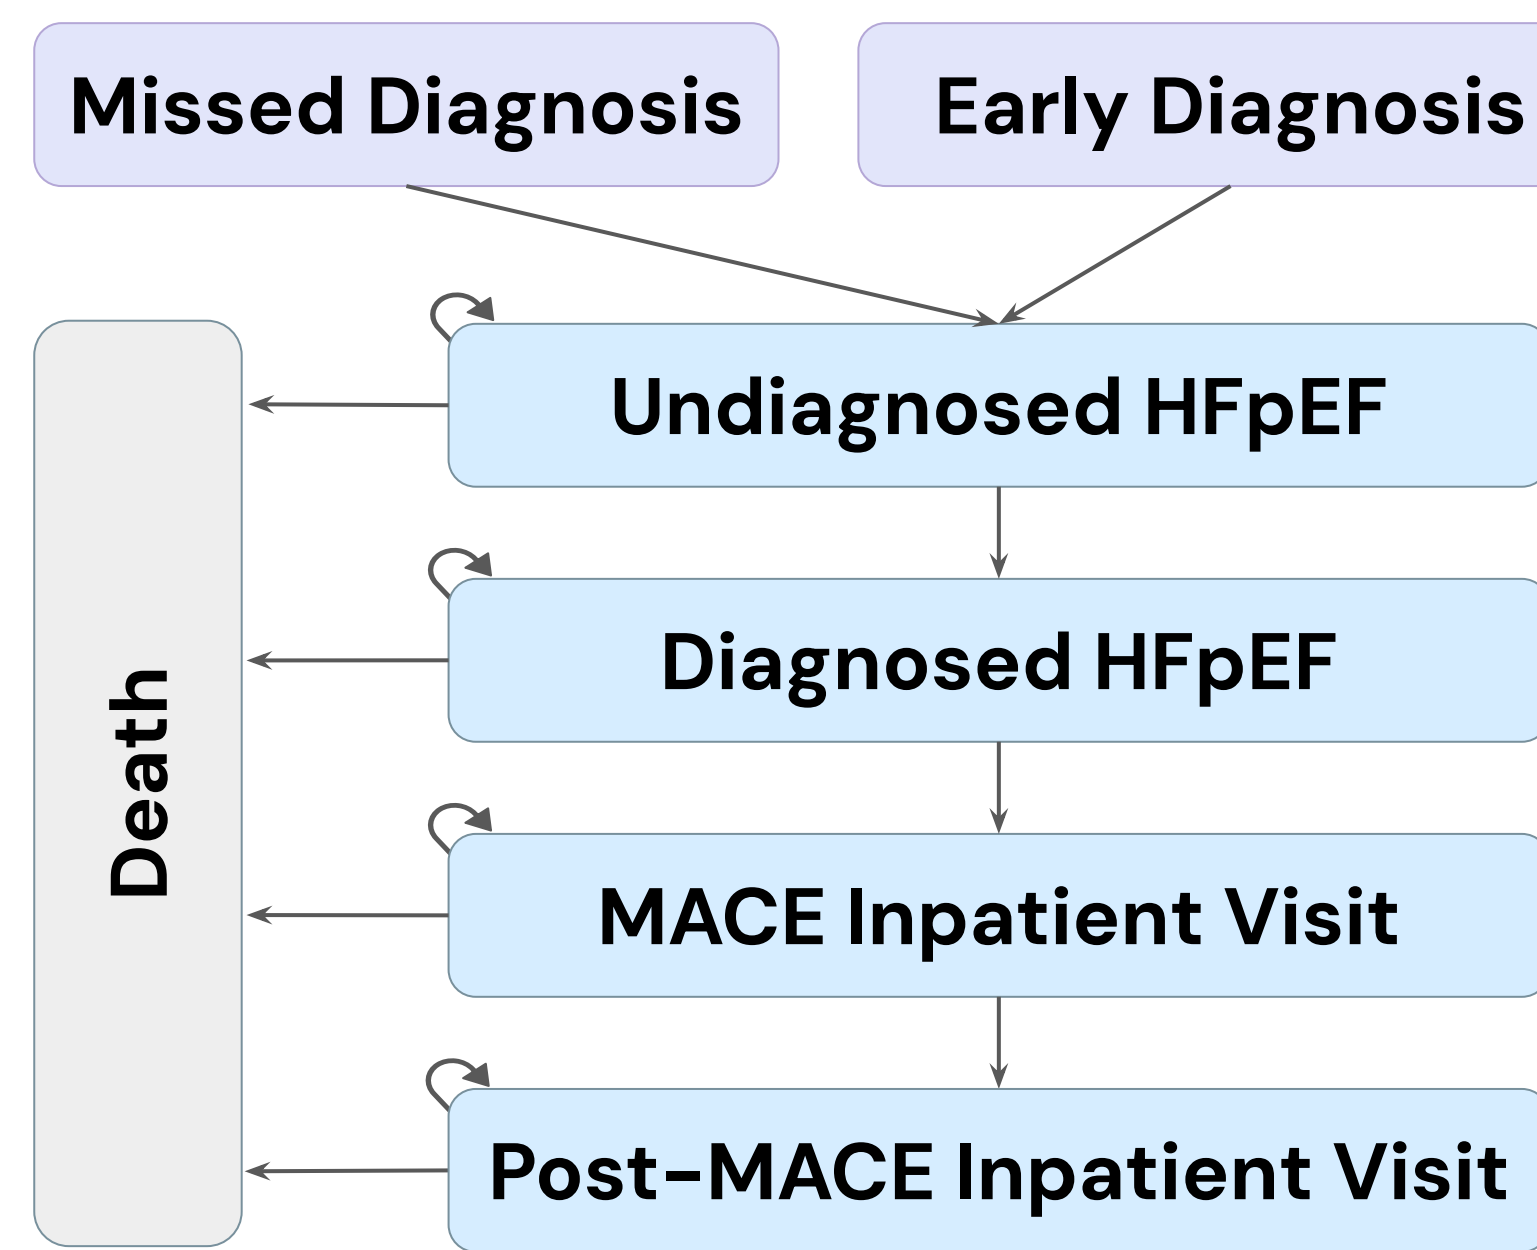 Missed Diagnosis
Early Diagnosis
Undiagnosed HFpEF
Diagnosed HFpEF
Death
MACE Inpatient Visit
Post-MACE Inpatient Visit